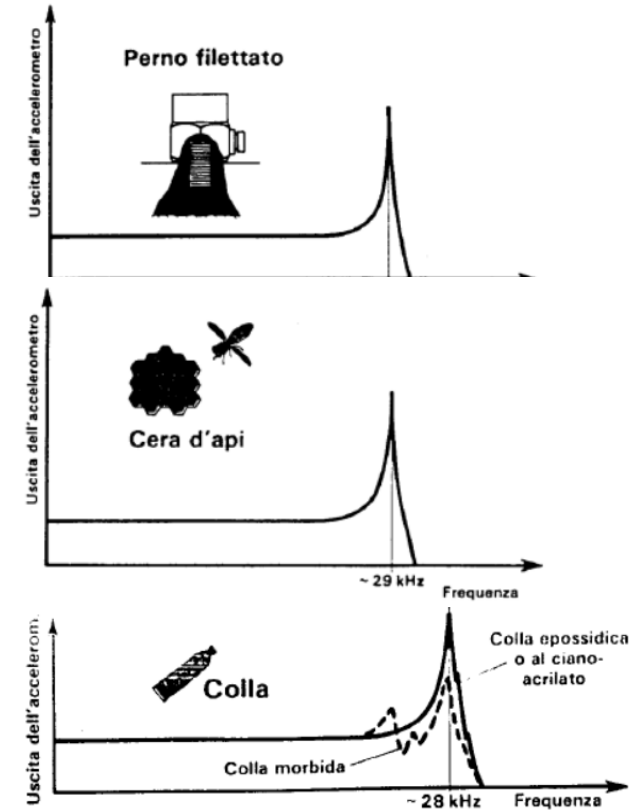 Uscita dell'accelerometro
Perno filettato
Uscita dell'accelerometro
Cera d'api
~ 29 kHz
Frequenza
Uscita dell'accelerom.
Colla
Colla epossidica
o al ciano-
acrilato
Colla morbida
~ 28 kHz
Frequenza